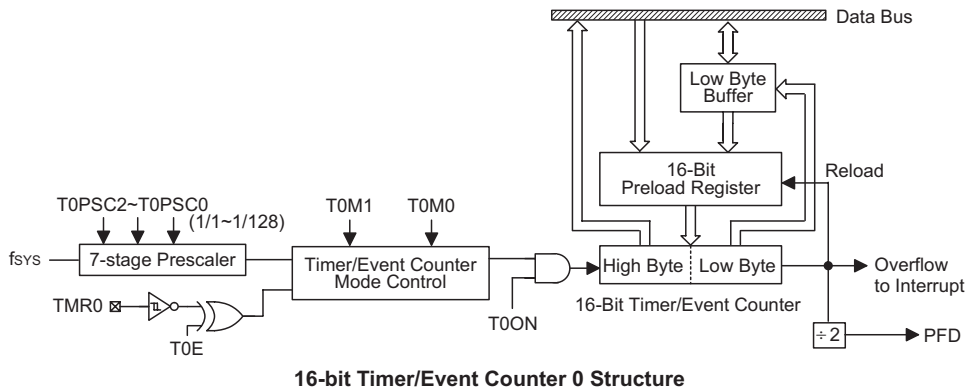 Data Bus
Low Byte
Buffer
16-Bit
Preload Register
Reload
T0PSC2~T0PSC0
(1/1~1/128)
T0M1
T0M0
fSYS
7-stage Prescaler
Timer/Event Counter
Mode Control
High Byte
Low Byte
Overflow
to Interrupt
16-Bit Timer/Event Counter
TMR0
T0E
T0ON
÷2
PFD
16-bit Timer/Event Counter 0 Structure